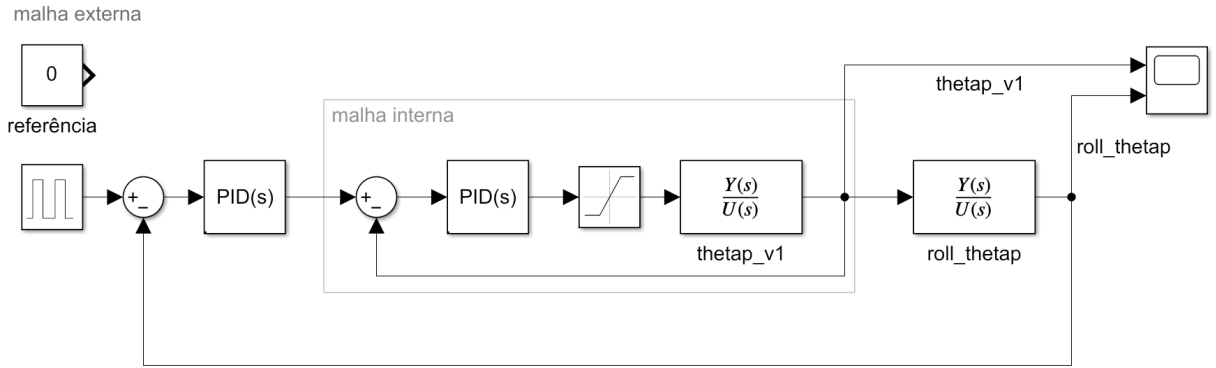 malha externa
0
referência
malha interna
thetap_v1
roll_thetap
+
−
PID(s)
+
−
PID(s)
Y(s)
U(s)
thetap_v1
Y(s)
U(s)
roll_thetap